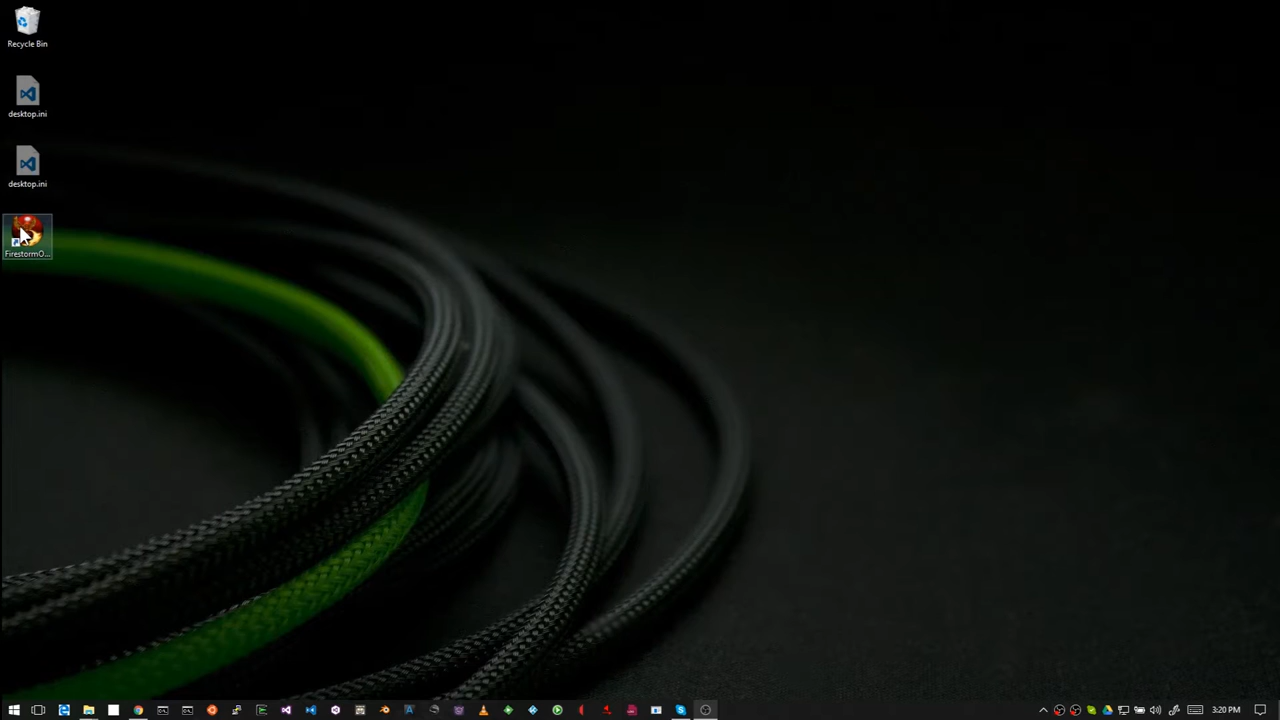 Recycle Bin
desktop.ini
desktop.ini
FirestormO...
3:20 PM